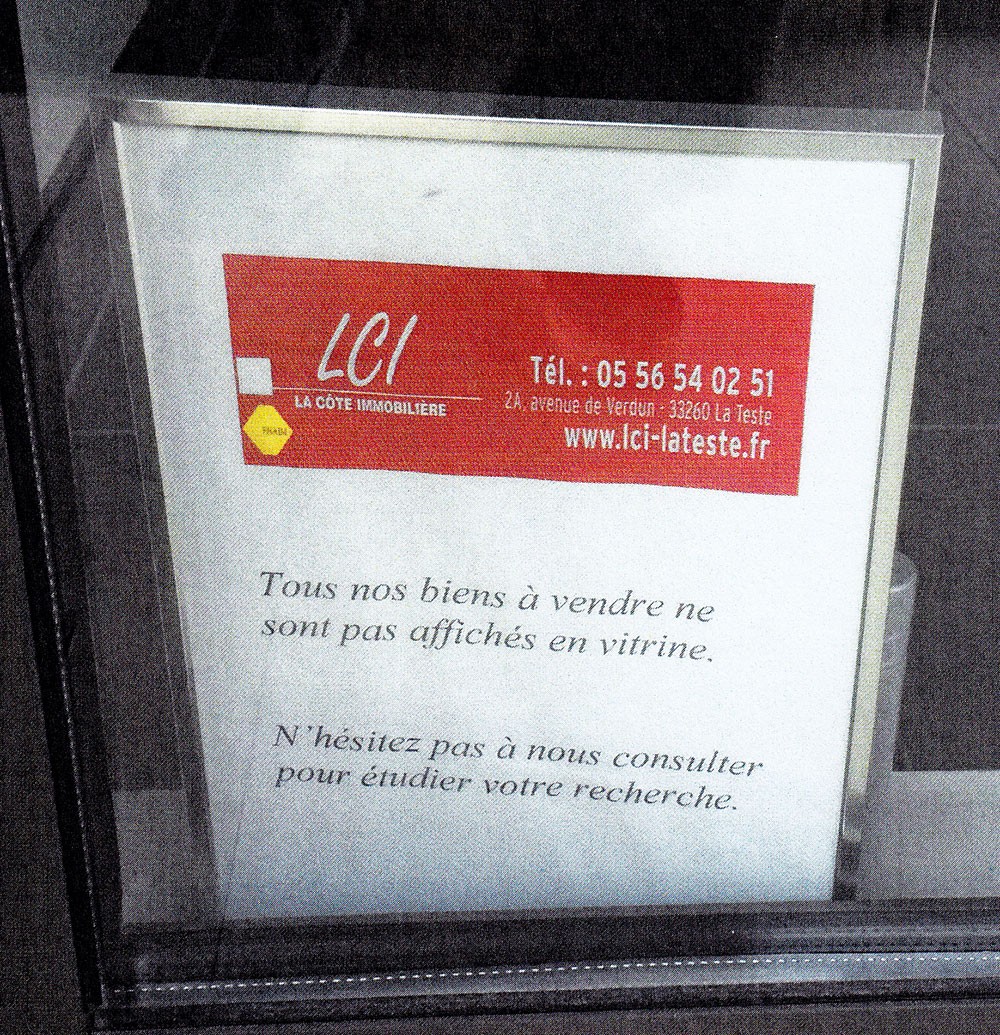 LCI
LA CÔTE IMMOBILIÈRE
Tél. : 05 56 54 02 51
2A, avenue de Verdun - 33260 La Teste
www.lci-lateste.fr
Tous nos biens à vendre ne
sont pas affichés en vitrine.
N'hésitez pas à nous consulter
pour étudier votre recherche.